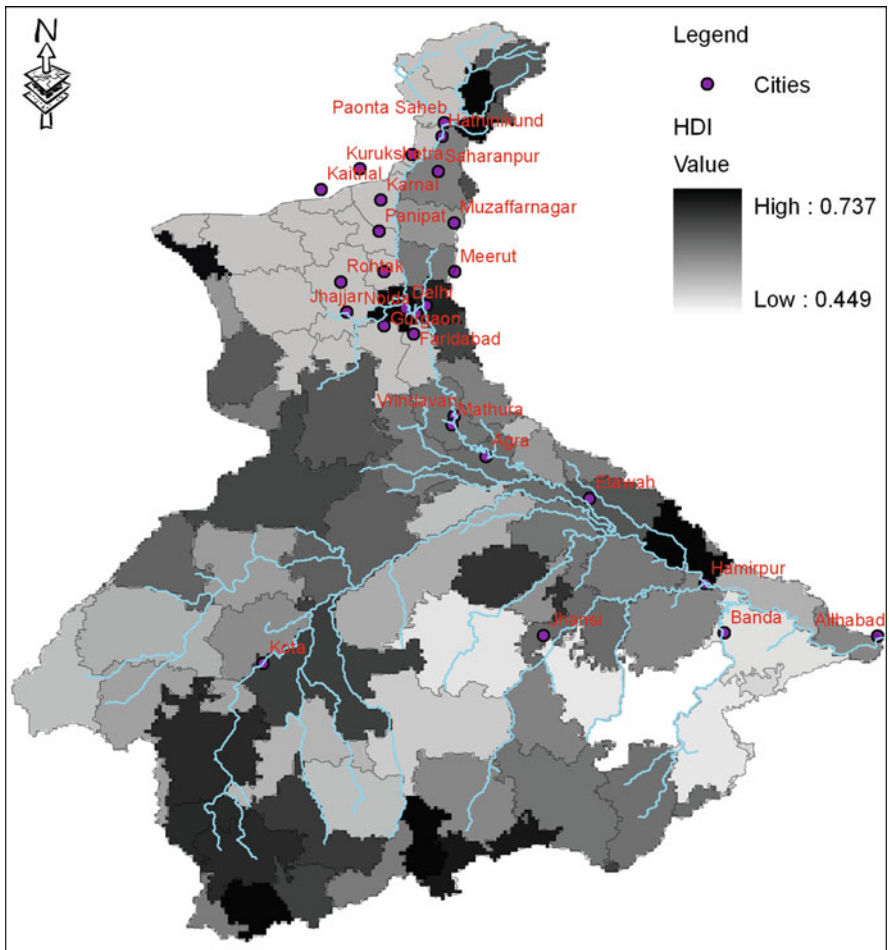 N
Legend
Cities
HDI
Value
High : 0.737
Low : 0.449
Paonta Saheb
Hathinikund
Kurukshetra
Saharanpur
Kaithal
Karnal
Panipat
Muzaffarnagar
Rohtak
Meerut
Jhajjar
Noida
Delhi
Gurgaon
Faridabad
Vrindavan
Mathura
Agra
Etawah
Hamirpur
Jhansi
Banda
Allhabad
Kota